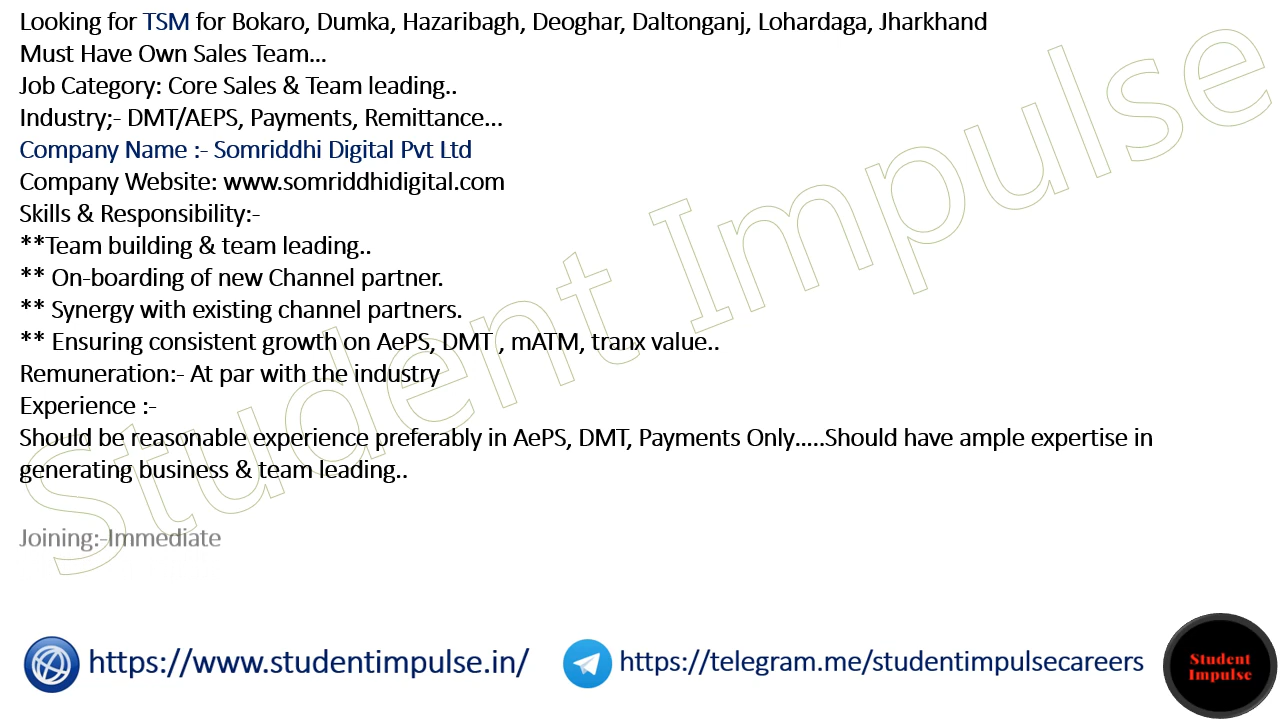 Looking for TSM for Bokaro, Dumka, Hazaribagh, Deoghar, Daltonganj, Lohardaga, Jharkhand
Must Have Own Sales Team...
Job Category: Core Sales & Team leading..
Industry;- DMT/AEPS, Payments, Remittance...
Company Name :- Somriddhi Digital Pvt Ltd
Company Website: www.somriddhidigital.com
Skills & Responsibility:-
**Team building & team leading..
** On-boarding of new Channel partner.
** Synergy with existing channel partners.
** Ensuring consistent growth on AePS, DMT , mATM, tranx value..
Remuneration:- At par with the industry
Experience :-
Should be reasonable experience preferably in AePS, DMT, Payments Only.....Should have ample expertise in
generating business & team leading..
Joining:-Immediate
Student Impulse
https://www.studentimpulse.in/
https://telegram.me/studentimpulsecareers
Student
Impulse